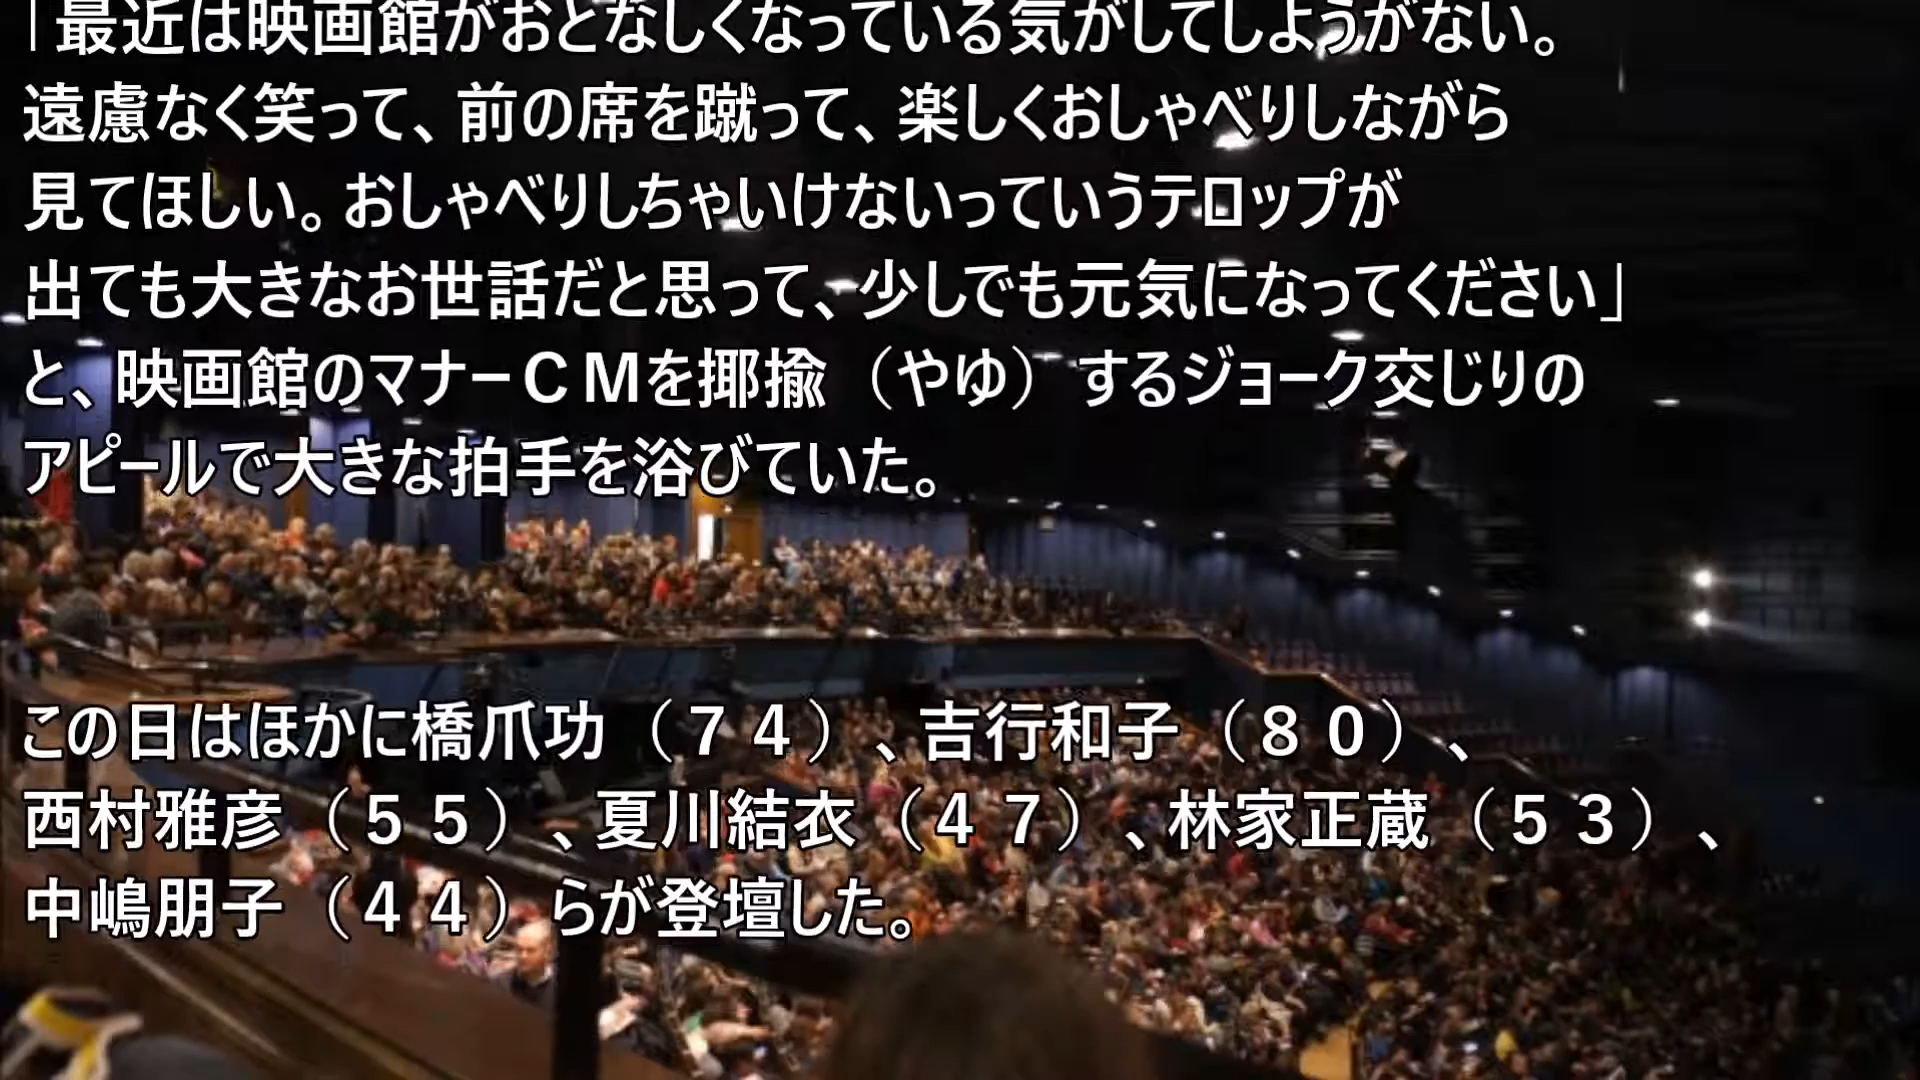 「最近は映画館がおとなしくなっている気がしてしようがない。
遠慮なく笑って、前の席を蹴って、楽しくおしゃべりしながら
見てほしい。おしゃべりしちゃいけないっていうテロップが
出ても大きなお世話だと思って、少しでも元気になってください」
と、映画館のマナーＣＭを揶揄（やゆ）するジョーク交じりの
アピールで大きな拍手を浴びていた。
この日はほかに橋爪功（７４）、吉行和子（８０）、
西村雅彦（５５）、夏川結衣（４７）、林家正蔵（５３）、
中嶋朋子（４４）らが登壇した。